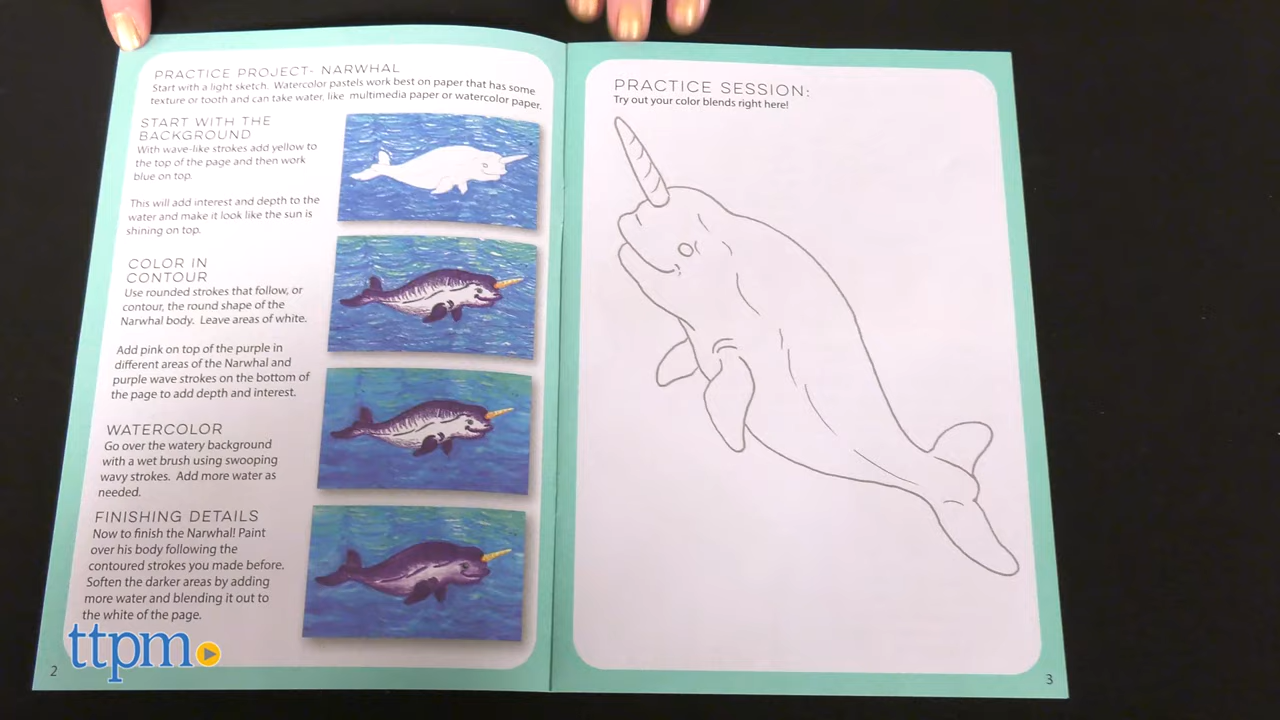 PRACTICE PROJECT- NARWHAL
Start with a light sketch. Watercolor pastels work best on paper that has some
texture or tooth and can take water, like multimedia paper or watercolor paper.
START WITH THE
BACKGROUND
With wave-like strokes add yellow to
the top of the page and then work
blue on top.
This will add interest and depth to the
water and make it look like the sun is
shining on top.
COLOR IN
CONTOUR
Use rounded strokes that follow, or
contour, the round shape of the
Narwhal body. Leave areas of white.
Add pink on top of the purple in
different areas of the Narwhal and
purple wave strokes on the bottom of
the page to add depth and interest.
WATERCOLOR
Go over the watery background
with a wet brush using swooping
wavy strokes. Add more water as
needed.
FINISHING DETAILS
Now to finish the Narwhal! Paint
over his body following the
contoured strokes you made before.
Soften the darker areas by adding
more water and blending it out to
the white of the page.
ttpm
2
PRACTICE SESSION:
Try out your color blends right here!
3